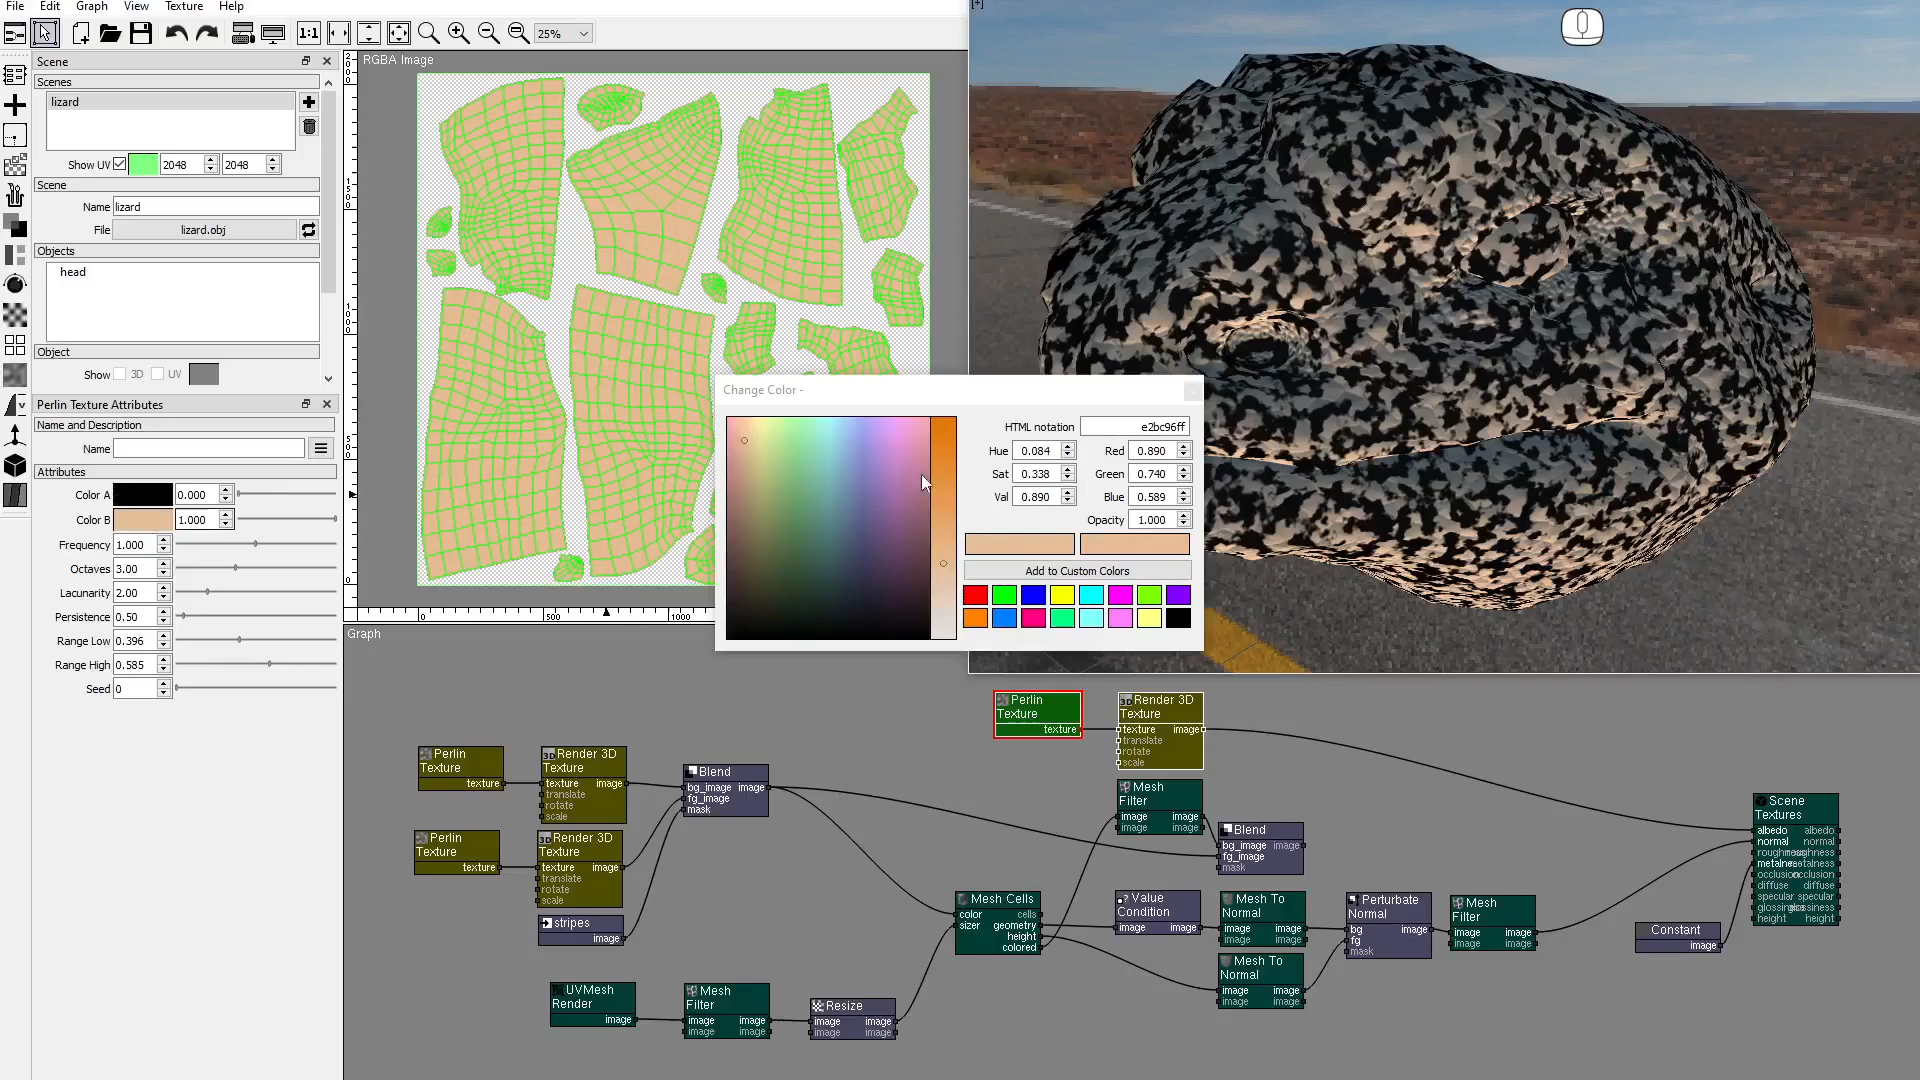 File Edit Graph View Texture Render Help
1:1 25%
Scene
Scenes
lizard
Show UV 2048 2048
Scene
Name lizard
File lizard.obj
Objects
head
Object
Show 3D UV
Perlin Texture Attributes
Name and Description
Name
Attributes
Color A 0.000
Color B 1.000
Frequency 1.000
Octaves 3.00
Lacunarity 2.00
Persistence 0.50
Range Low 0.396
Range High 0.585
Seed 0
RGBA Image
0 500 1000
[+]
Change Color -
HTML notation e2bc96ff
Hue 0.084 Red 0.890
Sat 0.338 Green 0.740
Val 0.890 Blue 0.589
Opacity 1.000
Add to Custom Colors
Graph
Perlin
Texture
texture
Render 3D
Texture
texture image
translate
rotate
scale
Perlin
Texture
texture
Render 3D
Texture
texture image
translate
rotate
scale
Blend
bg_image image
fg_image
mask
Perlin
Texture
texture
Render 3D
Texture
texture image
translate
rotate
scale
stripes
image
Mesh
Filter
image image
image image
Blend
bg_image image
fg_image
mask
Mesh Cells
color cells
sizer geometry
height
colored
Value
Condition
image image
Mesh To
Normal
image image
image image
Mesh To
Normal
image image
image image
Perturbate
Normal
bg image
fg
mask
Mesh
Filter
image image
image image
Constant
image
Scene
Textures
albedo albedo
normal normal
occlusion
diffuse diffuse
specular specular
height height
UVMesh
Render
image
Mesh
Filter
image image
image image
Resize
image image
image image